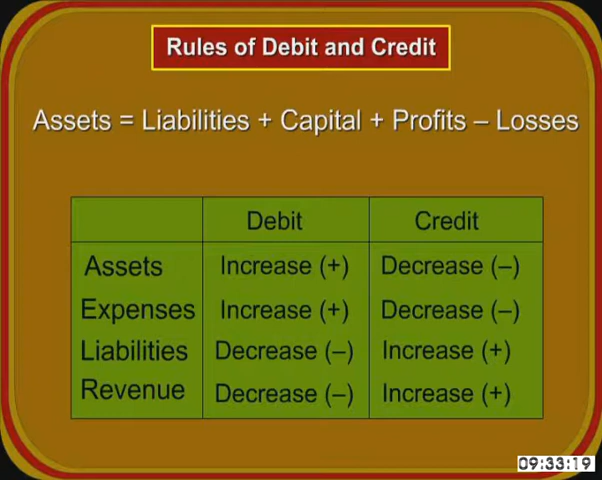 Rules of Debit and Credit
Assets = Liabilities + Capital + Profits – Losses
Debit Credit
Assets Increase (+) Decrease (–)
Expenses Increase (+) Decrease (–)
Liabilities Decrease (–) Increase (+)
Revenue Decrease (–) Increase (+)
09:33:19